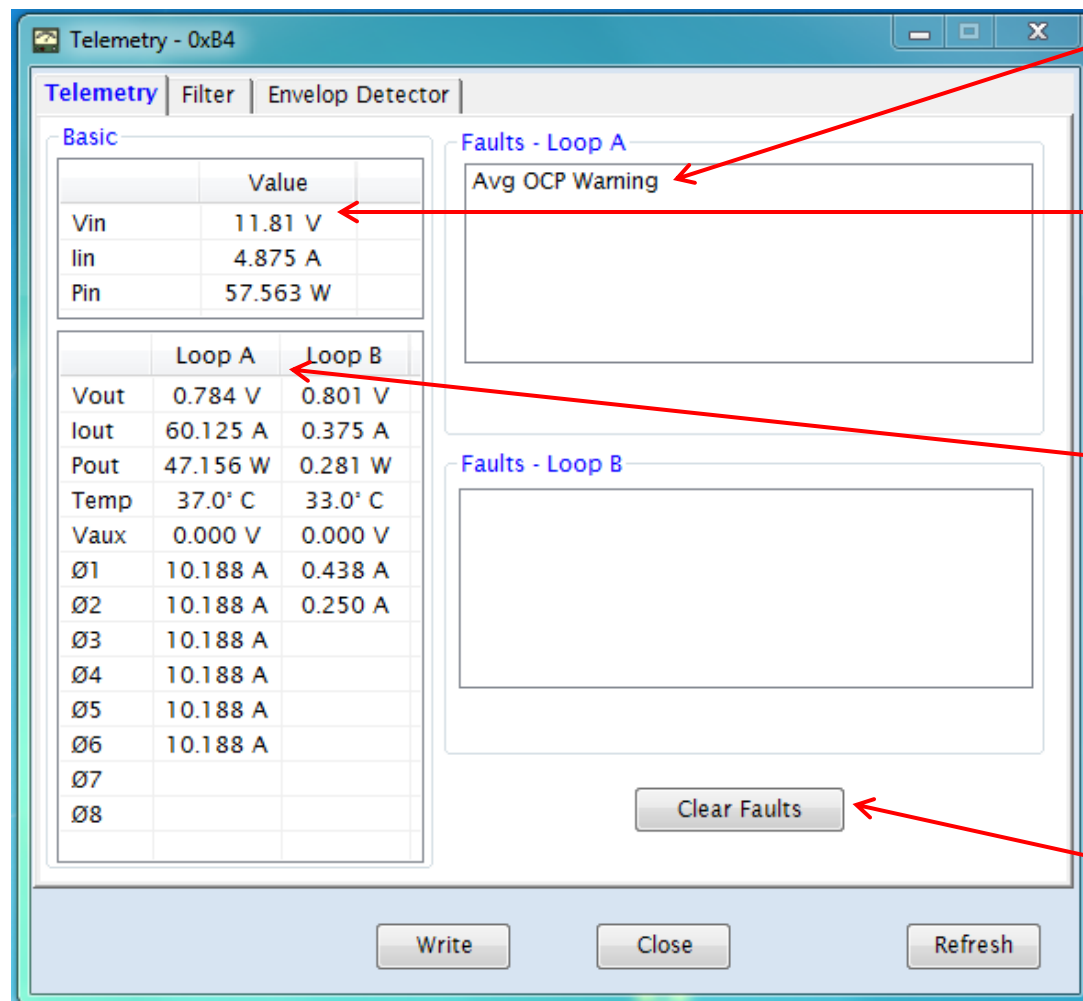 Telemetry - 0xB4
Telemetry Filter Envelop Detector
Basic
Value
Vin 11.81 V
Iin 4.875 A
Pin 57.563 W
Loop A Loop B
Vout 0.784 V 0.801 V
Iout 60.125 A 0.375 A
Pout 47.156 W 0.281 W
Temp 37.0° C 33.0° C
Vaux 0.000 V 0.000 V
Ø1 10.188 A 0.438 A
Ø2 10.188 A 0.250 A
Ø3 10.188 A
Ø4 10.188 A
Ø5 10.188 A
Ø6 10.188 A
Ø7
Ø8
Faults - Loop A
Avg OCP Warning
Faults - Loop B
Clear Faults
Write Close Refresh